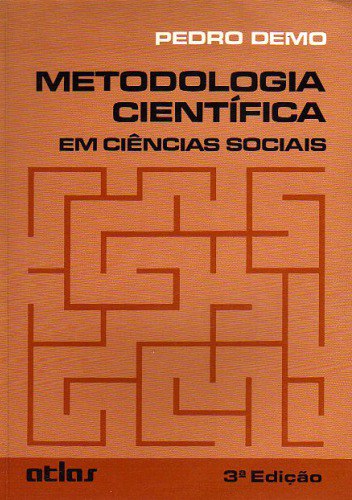 PEDRO DEMO
METODOLOGIA
CIENTÍFICA
EM CIÊNCIAS SOCIAIS
atlas
3ª Edição